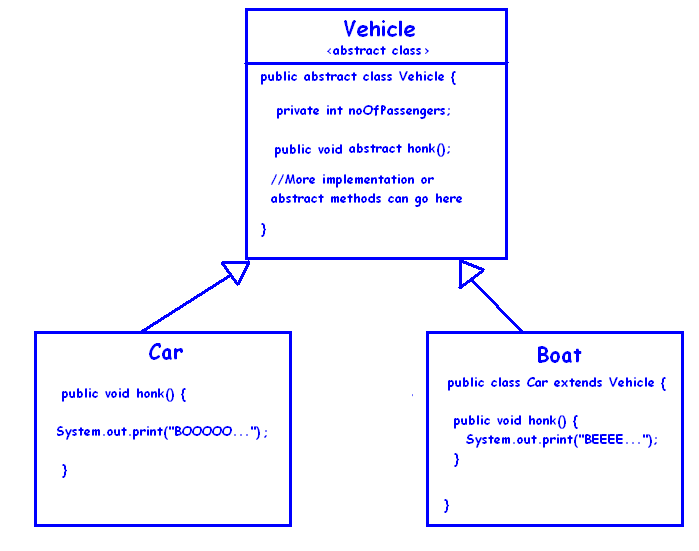 Vehicle
<abstract class>
public abstract class Vehicle {
private int noOfPassengers;
public void abstract honk();
//More implementation or
abstract methods can go here
}
Car
public void honk() {
System.out.print("BOOOOO...");
}
Boat
public class Car extends Vehicle {
public void honk() {
System.out.print("BEEEE...");
}
}